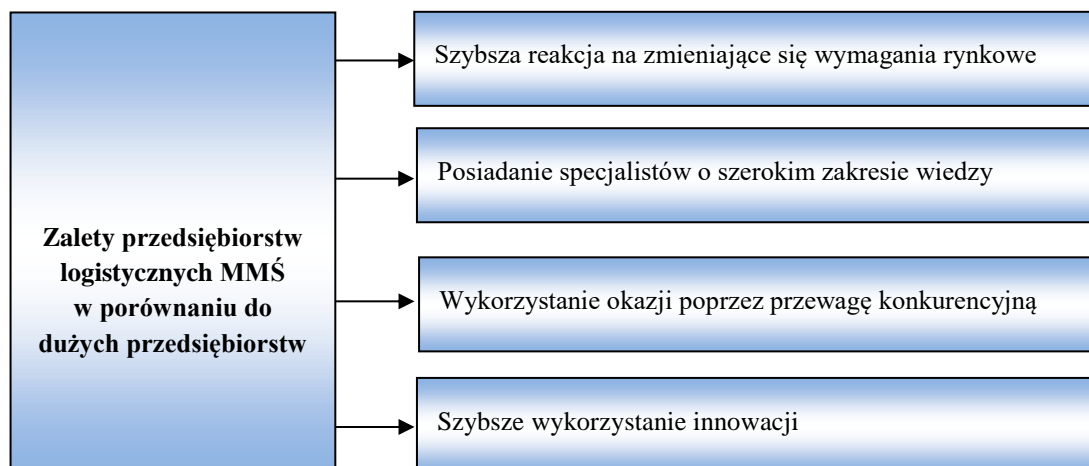 Zalety przedsiębiorstw
logistycznych MMŚ
w porównaniu do
dużych przedsiębiorstw
Szybsza reakcja na zmieniające się wymagania rynkowe
Posiadanie specjalistów o szerokim zakresie wiedzy
Wykorzystanie okazji poprzez przewagę konkurencyjną
Szybsze wykorzystanie innowacji